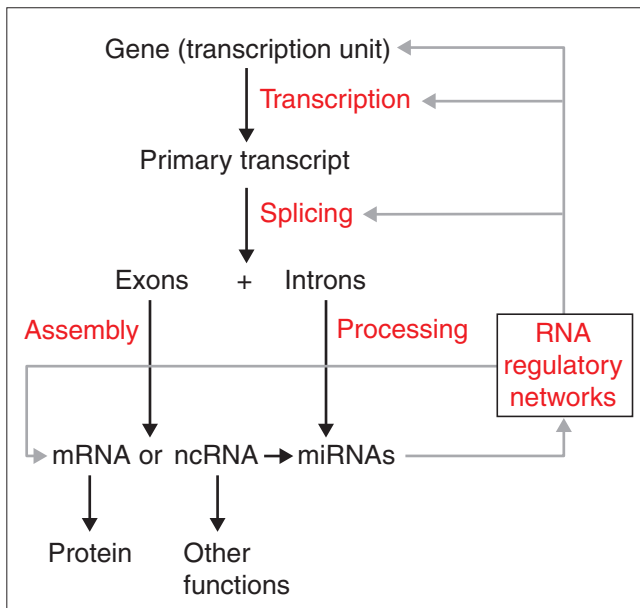 Gene (transcription unit)
Transcription
Primary transcript
Splicing
Exons + Introns
Assembly
Processing
RNA
regulatory
networks
mRNA or ncRNA miRNAs
Protein
Other
functions